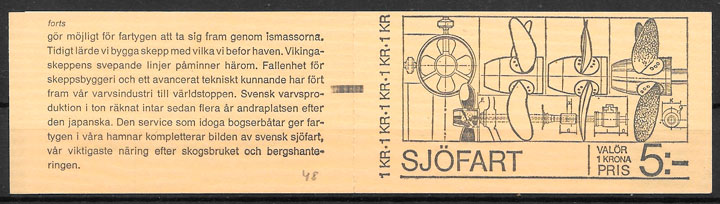 forts
gör möjligt för fartygen att ta sig fram genom ismassorna.
Tidigt lärde vi bygga skepp med vilka vi befor haven. Vikinga-
skeppens svepande linjer påminner härom. Fallenhet för
skeppsbyggeri och ett avancerat tekniskt kunnande har fört
fram vår varvsindustri till världstoppen. Svensk varvspro-
duktion i ton räknat intar sedan flera år andraplatsen efter
den japanska. Den service som idoga bogserbåtar ger far-
tygen i våra hamnar kompletterar bilden av svensk sjöfart,
vår viktigaste näring efter skogsbruket och bergshante-
ringen.
48
1 KR•1 KR•1 KR•1 KR•1 KR
SJÖFART
VALÖR
1 KRONA
PRIS
5:-